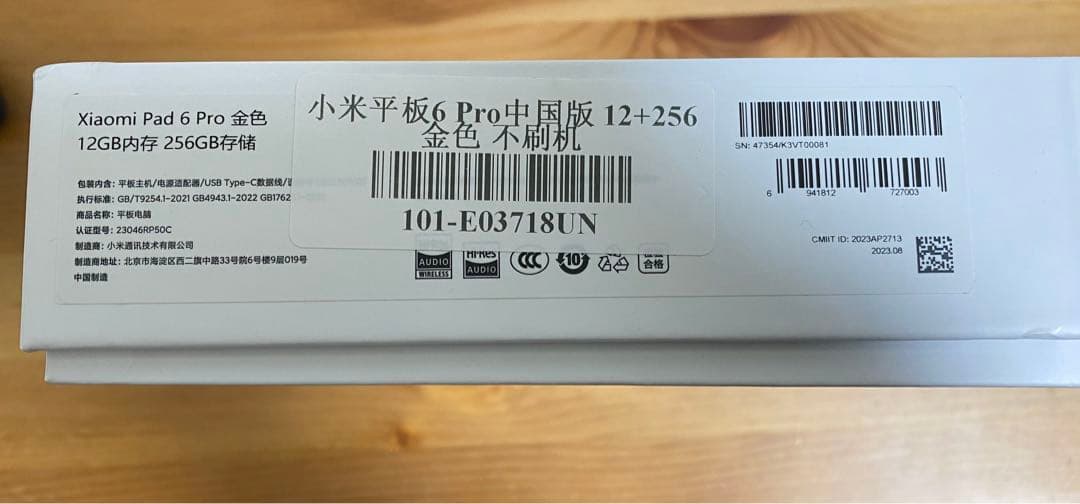 Xiaomi Pad 6 Pro 金色
12GB内存 256GB存储
包装内含：平板主机/电源适配器/USB Type-C数据线/
执行标准：GB/T9254.1-2021 GB4943.1-2022 GB1762
商品名称：平板电脑
认证型号：23046RP50C
制造商：小米通讯技术有限公司
制造商地址：北京市海淀区西二旗中路33号院6号楼9层019号
中国制造
小米平板6 Pro中国版 12+256
金色 不刷机
101-E03718UN
AUDIO
WIRELESS
Hi-Res
AUDIO
CCC
10
合格
SN: 47354/K3VT00081
6 941812 727003
CMIIT ID: 2023AP2713
2023.08